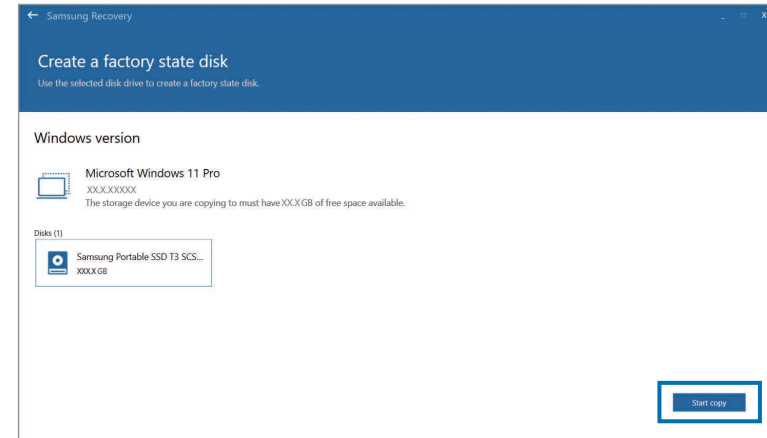 Samsung Recovery
Create a factory state disk
Use the selected disk drive to create a factory state disk.
Windows version
Microsoft Windows 11 Pro
XX.X.XXXXX
The storage device you are copying to must have XX.X GB of free space available.
Disks (1)
Samsung Portable SSD T3 SCS...
XXX.X GB
Start copy